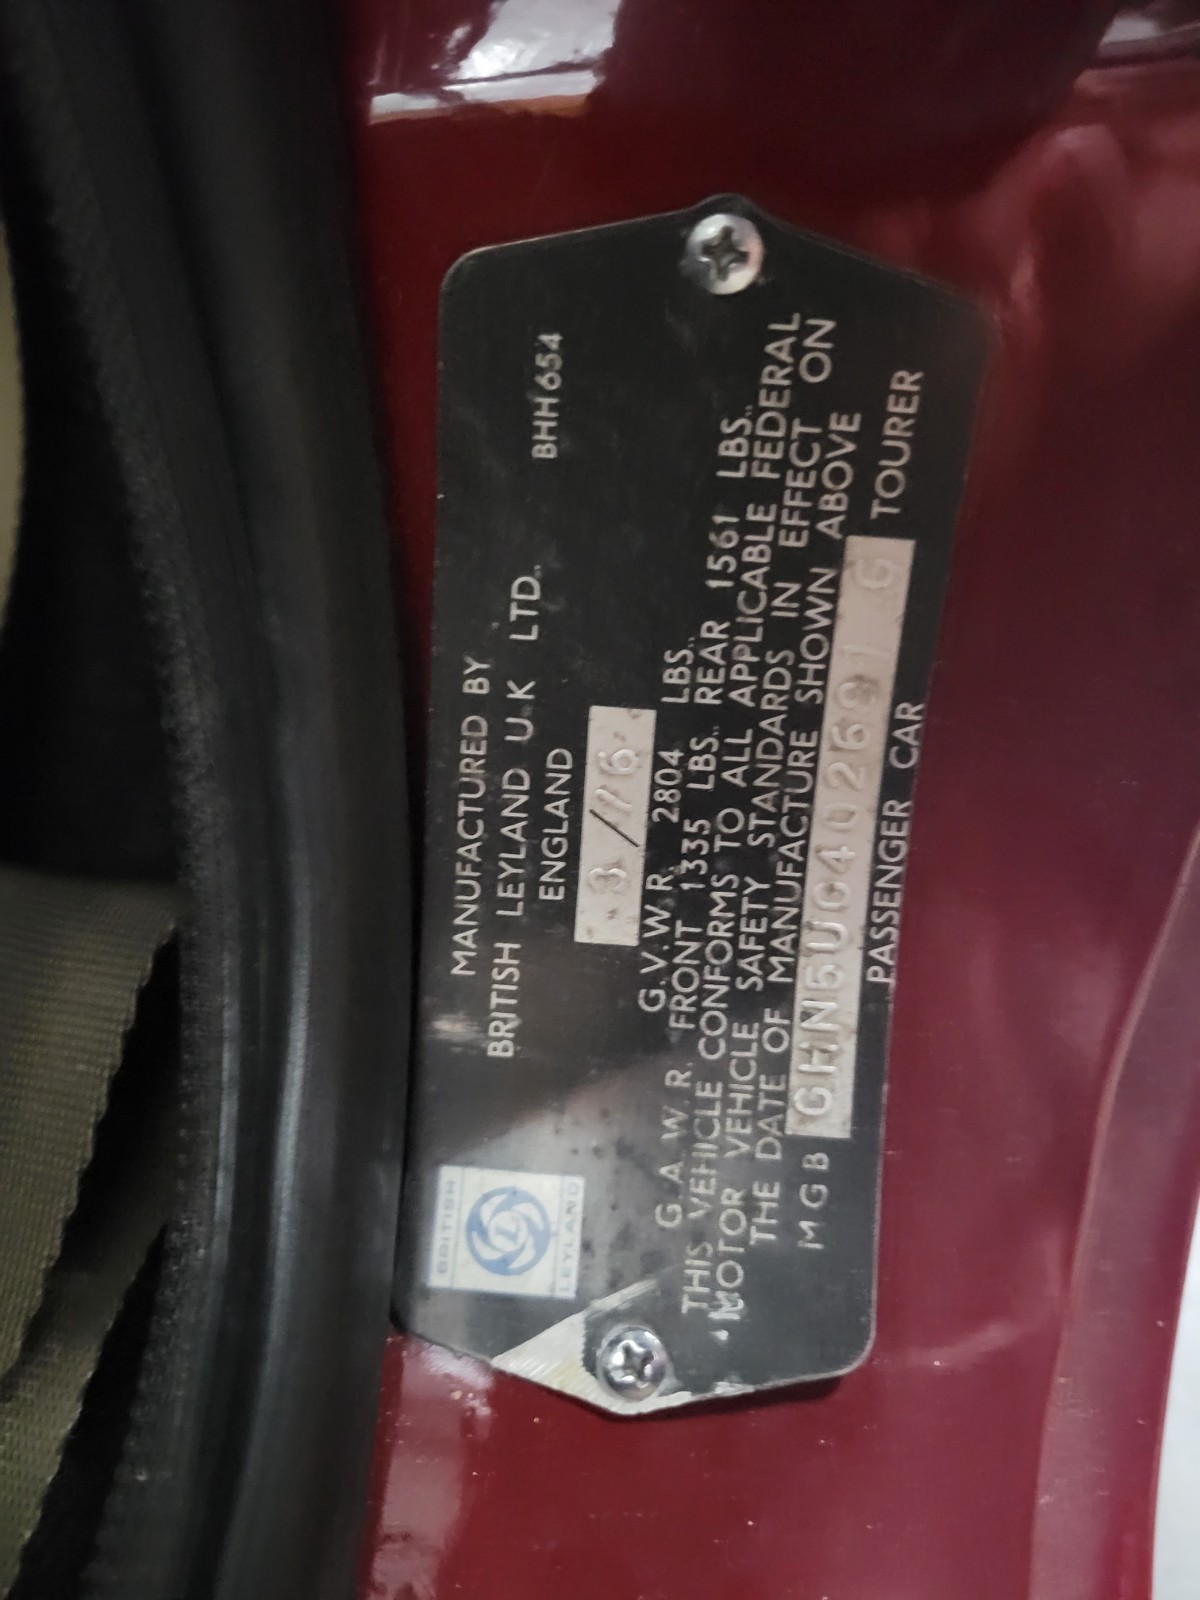 BRITISH
L
LEYLAND
MANUFACTURED BY
BRITISH LEYLAND U.K LTD. BHH654
ENGLAND
3/76
G.V.W.R. 2804 LBS.
G.A.W.R. FRONT 1335 LBS. REAR 1561 LBS.
THIS VEHICLE CONFORMS TO ALL APPLICABLE FEDERAL
MOTOR VEHICLE SAFETY STANDARDS IN EFFECT ON
THE DATE OF MANUFACTURE SHOWN ABOVE
MGB GHN5UG402691G TOURER
PASSENGER CAR